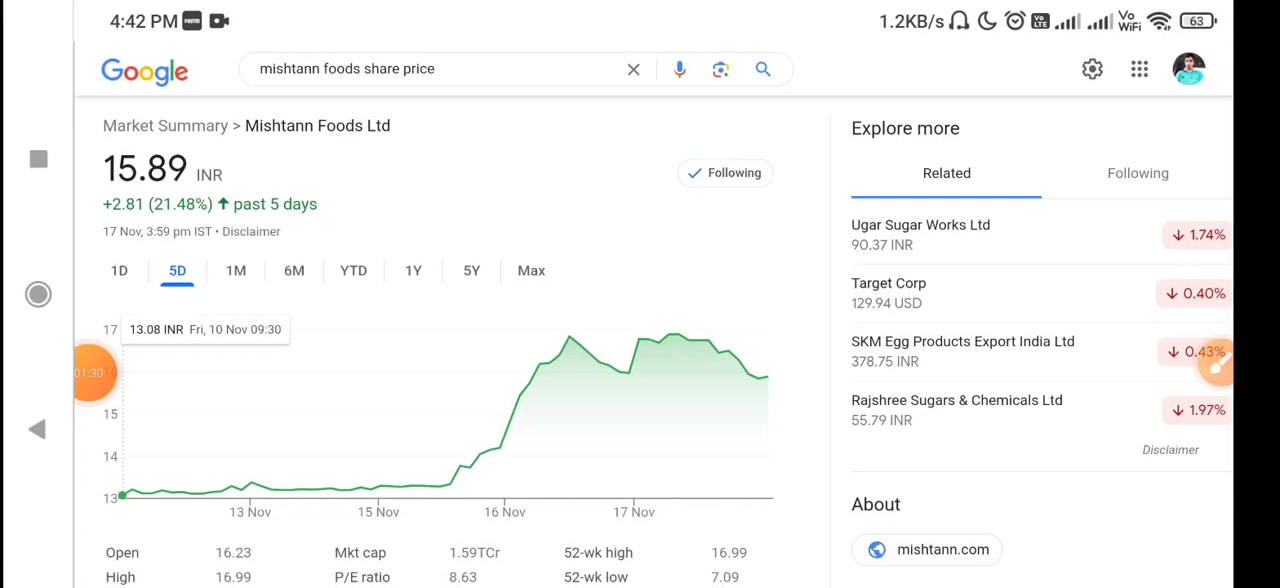 4:42 PM
1.2KB/s
Vo LTE
Vo WiFi
63
Google
mishtann foods share price
Market Summary > Mishtann Foods Ltd
15.89 INR
Following
+2.81 (21.48%) ↑ past 5 days
17 Nov, 3:59 pm IST • Disclaimer
1D 5D 1M 6M YTD 1Y 5Y Max
17
13.08 INR Fri, 10 Nov 09:30
01:30
15
14
13
13 Nov 15 Nov 16 Nov 17 Nov
Open 16.23 Mkt cap 1.59TCr 52-wk high 16.99
High 16.99 P/E ratio 8.63 52-wk low 7.09
Explore more
Related Following
Ugar Sugar Works Ltd
90.37 INR
↓ 1.74%
Target Corp
129.94 USD
↓ 0.40%
SKM Egg Products Export India Ltd
378.75 INR
↓ 0.43%
Rajshree Sugars & Chemicals Ltd
55.79 INR
↓ 1.97%
Disclaimer
About
mishtann.com